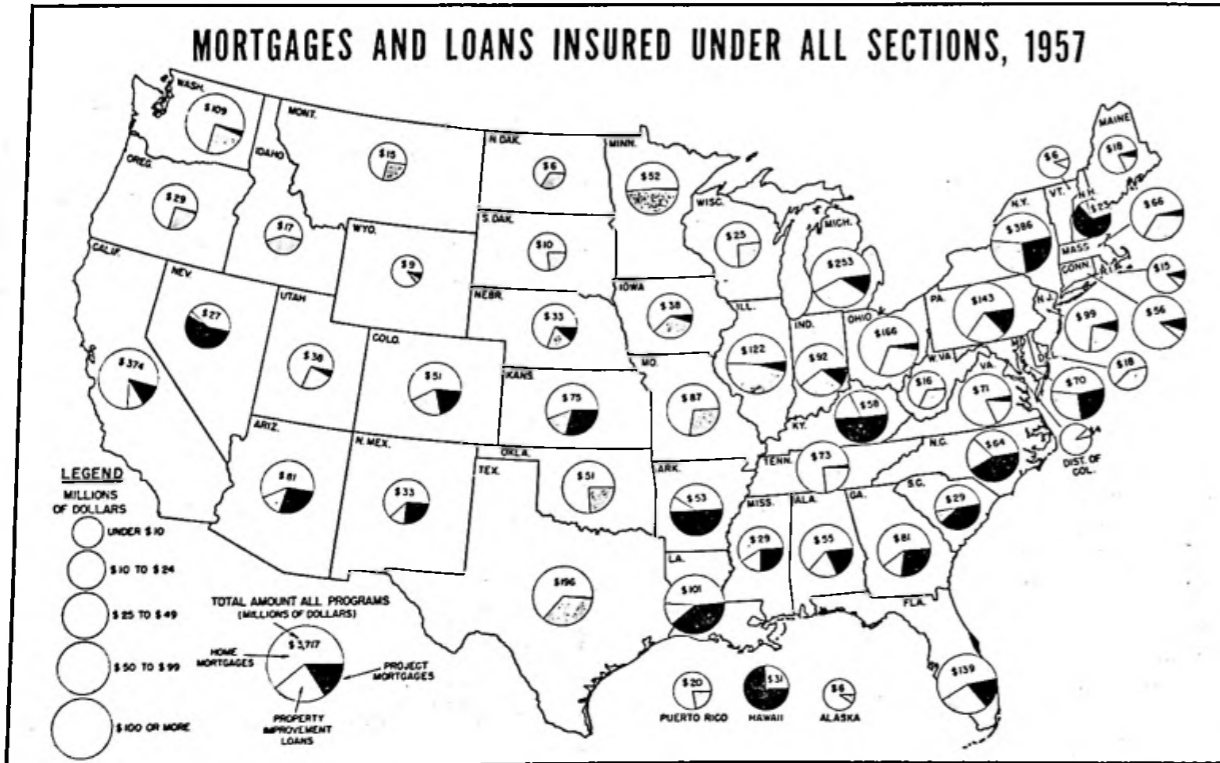 MORTGAGES AND LOANS INSURED UNDER ALL SECTIONS, 1957
WASH.
$109
MONT.
$15
N.DAK.
$6
MINN.
$52
MAINE
$18
$6
OREG.
$29
IDAHO
$17
WYO.
$9
S.DAK.
$10
WISC.
$25
MICH.
$253
N.Y.
$386
VT.
N.H.
$25
$66
MASS
CONN
R.I.
$15
CALIF.
$374
NEV.
$27
UTAH
$38
COLO.
$51
NEBR.
$33
IOWA
$38
ILL.
$122
IND.
$92
OHIO
$166
PA.
$143
N.J.
$99
$56
KANS.
$75
MO.
$87
KY.
$58
W.VA.
$16
VA.
$71
MD.
DEL.
$18
$70
$4
DIST. OF
COL.
ARIZ.
$81
N.MEX.
$33
OKLA.
$51
TEX.
$196
ARK.
$53
TENN.
$73
N.C.
$64
S.C.
$29
MISS.
$29
ALA.
$55
GA.
$81
LA.
$101
FLA.
$139
LEGEND
MILLIONS
OF DOLLARS
UNDER $10
$10 TO $24
$25 TO $49
$50 TO $99
$100 OR MORE
TOTAL AMOUNT ALL PROGRAMS
(MILLIONS OF DOLLARS)
$3,717
HOME
MORTGAGES
PROJECT
MORTGAGES
PROPERTY
IMPROVEMENT
LOANS
$20
PUERTO RICO
$31
HAWAII
$6
ALASKA